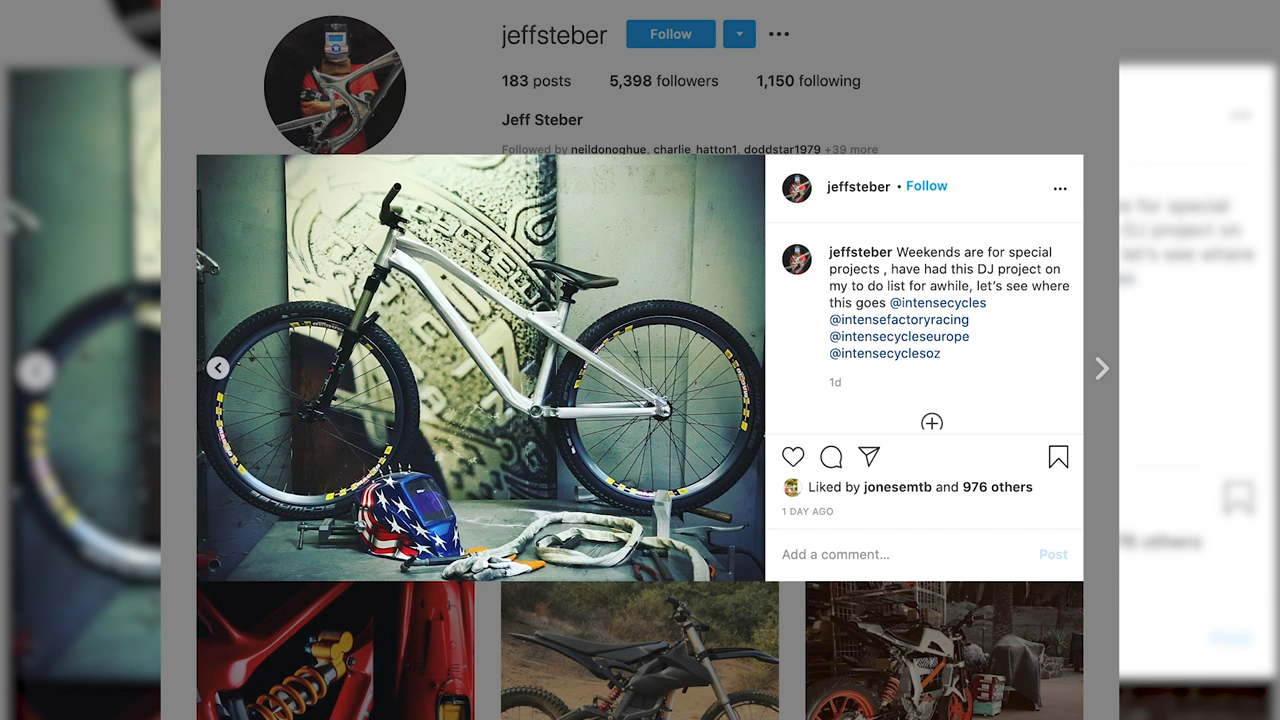 jeffsteber Follow
183 posts 5,398 followers 1,150 following
Jeff Steber
Followed by neildonoghue, charlie_hatton1, doddstar1979 +39 more
jeffsteber • Follow
jeffsteber Weekends are for special
projects , have had this DJ project on
my to do list for awhile, let's see where
this goes @intensecycles
@intensefactoryracing
@intensecycleseurope
@intensecyclesoz
1d
Liked by jonesemtb and 976 others
1 DAY AGO
Add a comment... Post
SCHWALBE